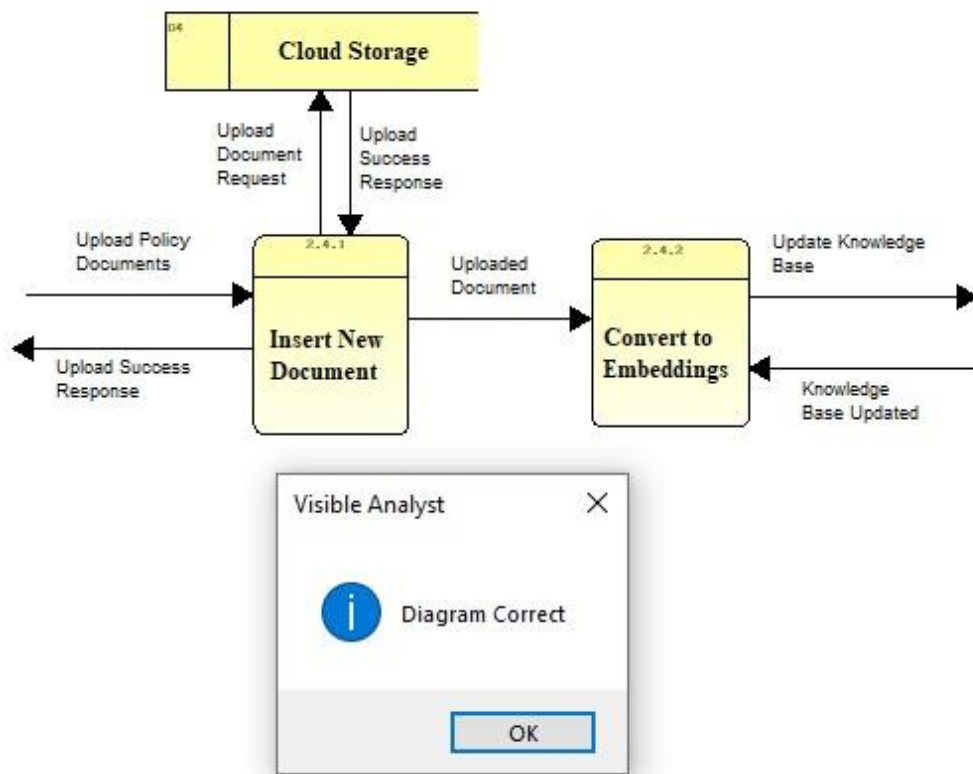 D4
Cloud Storage
Upload
Document
Request
Upload
Success
Response
Upload Policy
Documents
2.4.1
Insert New
Document
Uploaded
Document
2.4.2
Convert to
Embeddings
Update Knowledge
Base
Upload Success
Response
Knowledge
Base Updated
Visible Analyst
Diagram Correct
OK